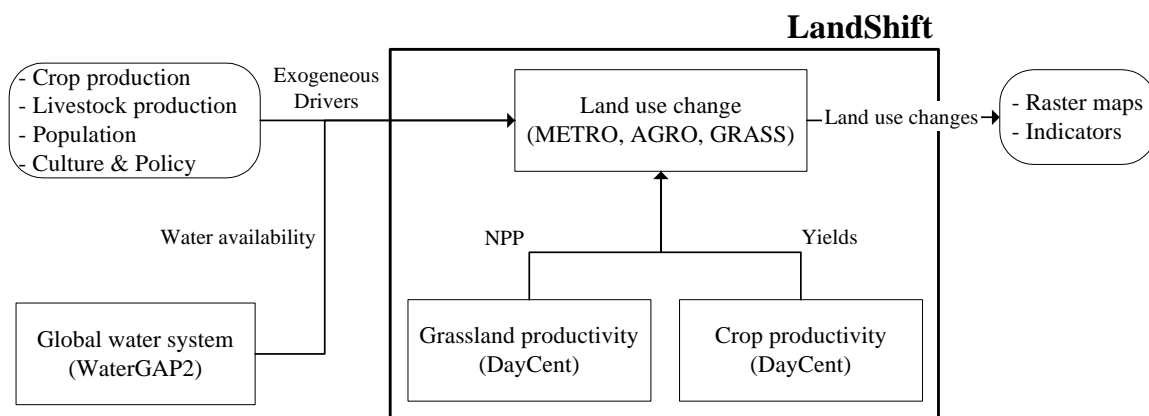 LandShift
- Crop production
- Livestock production
- Population
- Culture & Policy
Exogeneous
Drivers
Land use change
(METRO, AGRO, GRASS)
Land use changes
- Raster maps
- Indicators
Water availability
NPP
Yields
Global water system
(WaterGAP2)
Grassland productivity
(DayCent)
Crop productivity
(DayCent)